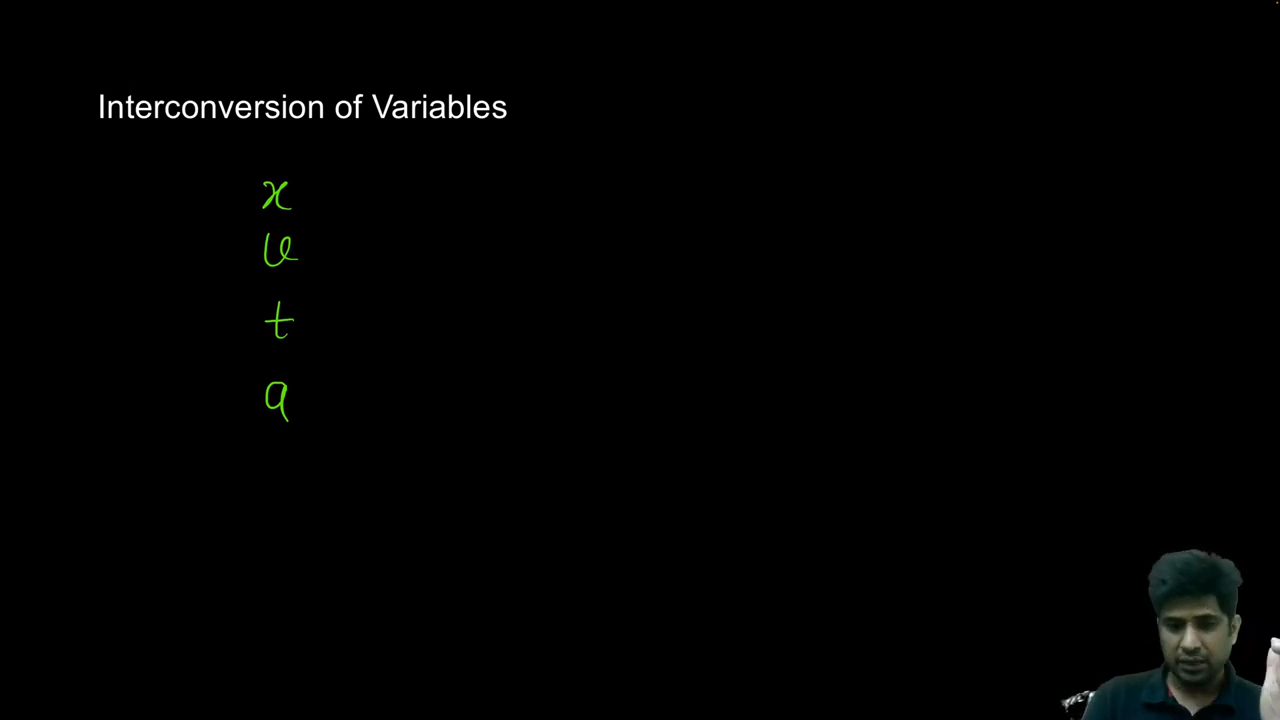 Interconversion of Variables
x
v
t
a